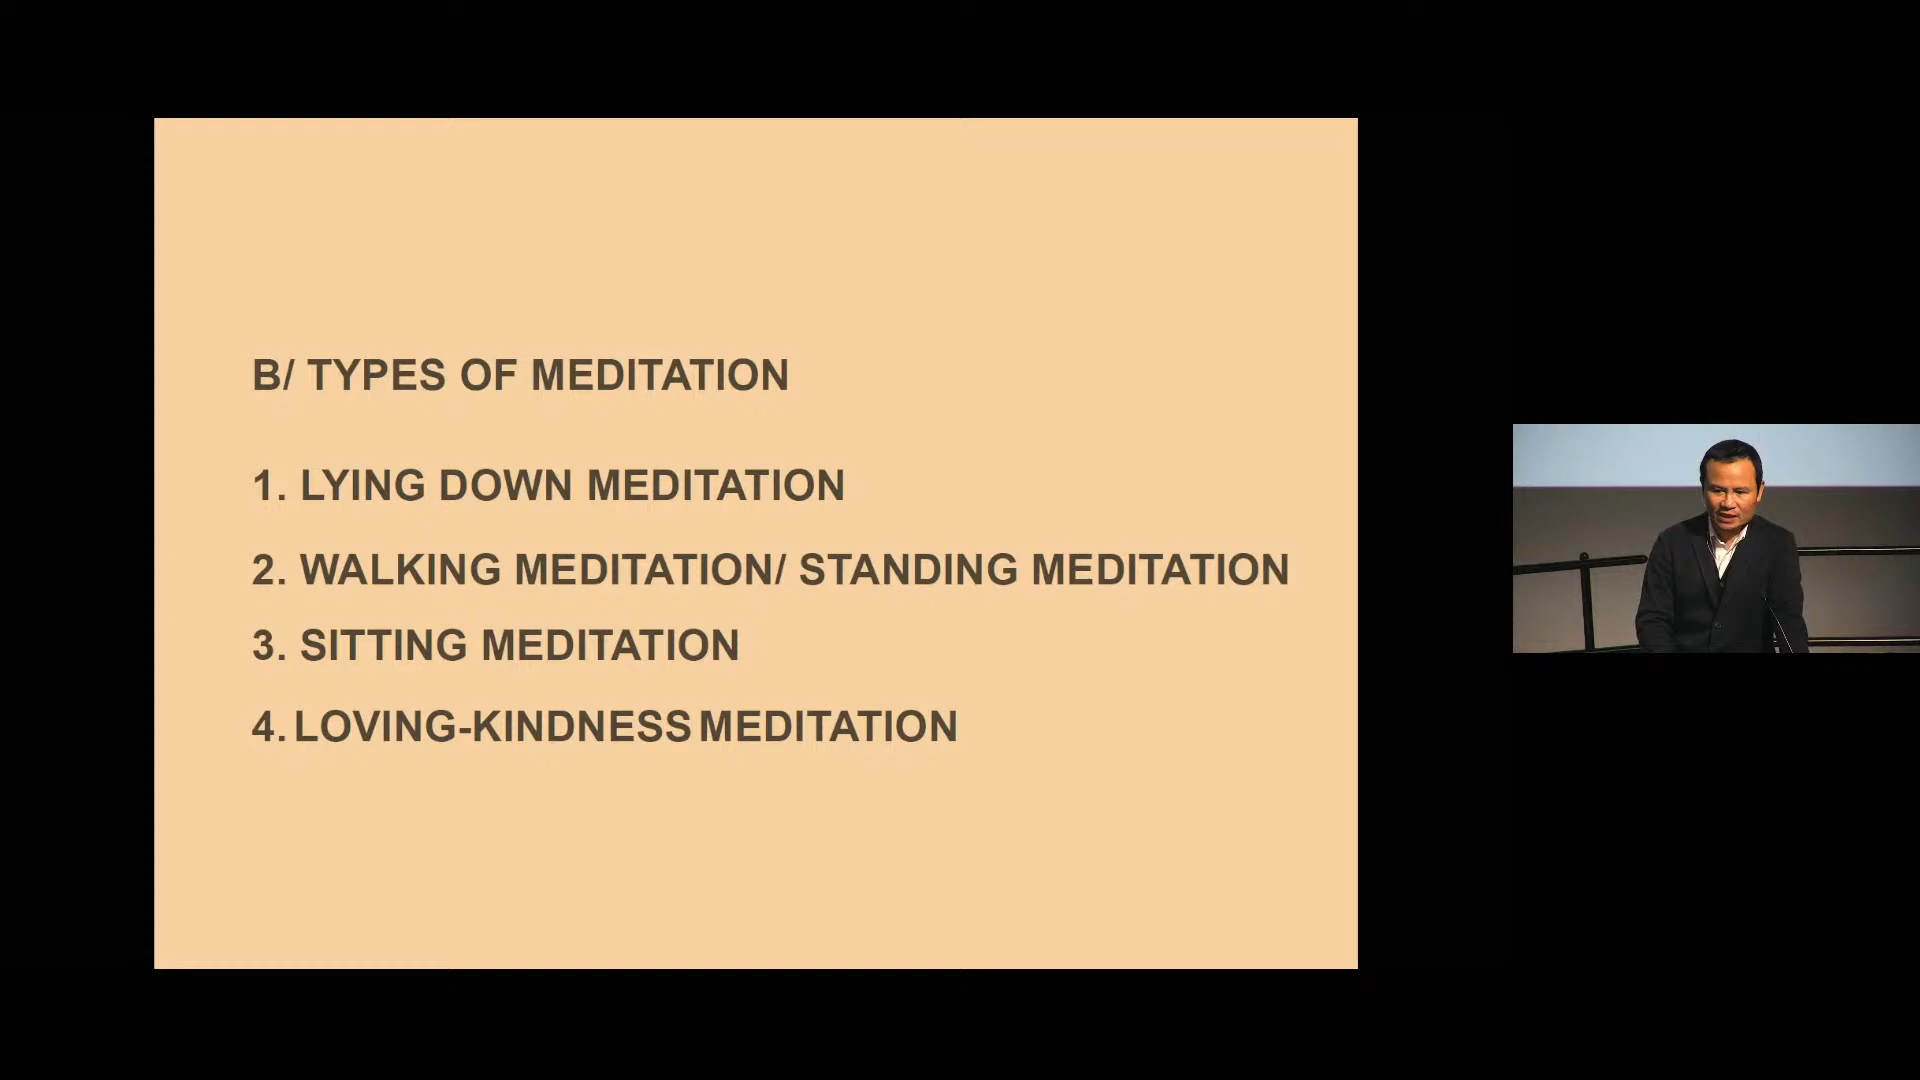 B/ TYPES OF MEDITATION
1. LYING DOWN MEDITATION
2. WALKING MEDITATION/ STANDING MEDITATION
3. SITTING MEDITATION
4. LOVING-KINDNESS MEDITATION